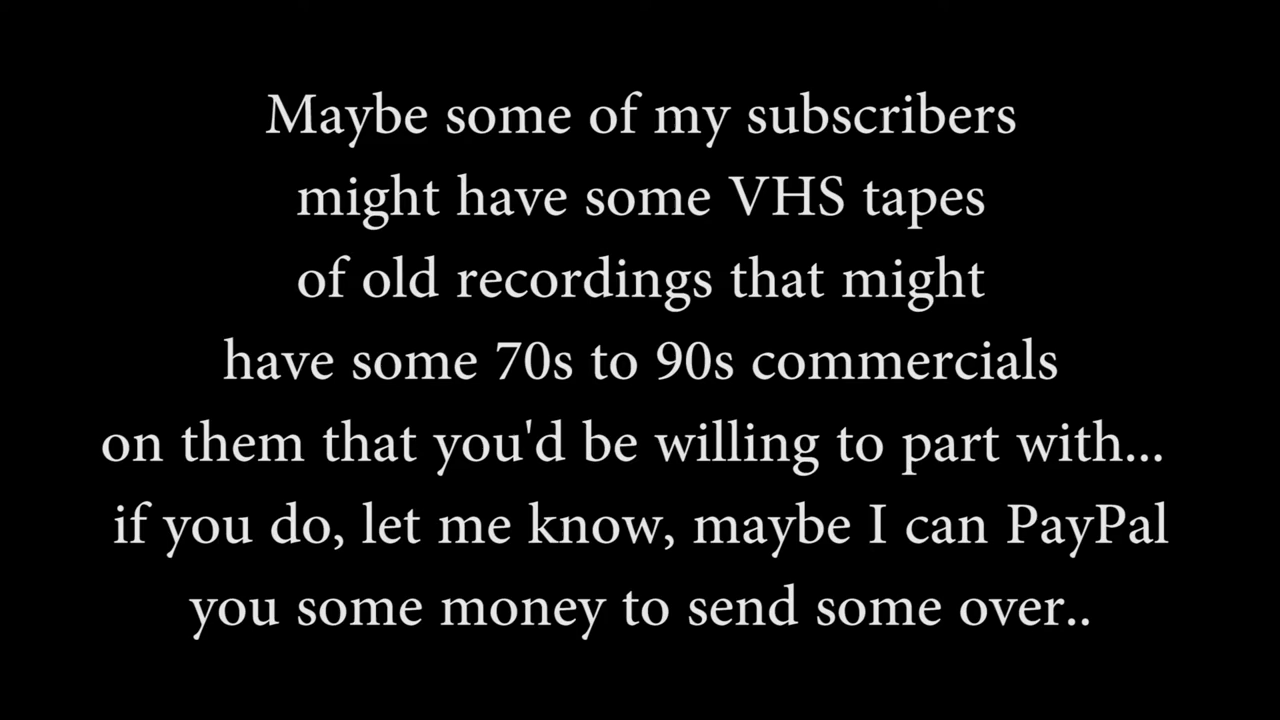 Maybe some of my subscribers
might have some VHS tapes
of old recordings that might
have some 70s to 90s commercials
on them that you'd be willing to part with...
if you do, let me know, maybe I can PayPal
you some money to send some over..